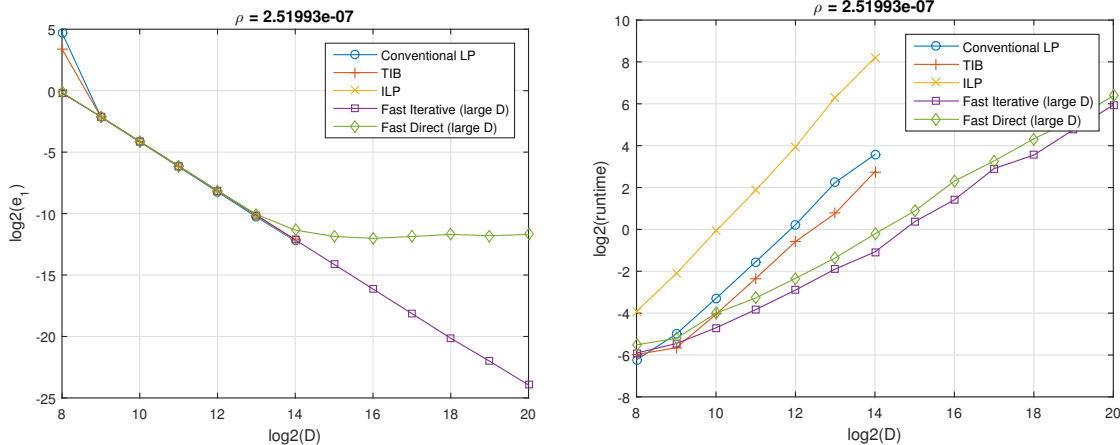 ρ = 2.51993e-07
5
0
-5
-10
-15
-20
-25
log2(e_1)
8
10
12
14
16
18
20
log2(D)
Conventional LP
TIB
ILP
Fast Iterative (large D)
Fast Direct (large D)
ρ = 2.51993e-07
10
8
6
4
2
0
-2
-4
-6
-8
log2(runtime)
8
10
12
14
16
18
20
log2(D)
Conventional LP
TIB
ILP
Fast Iterative (large D)
Fast Direct (large D)